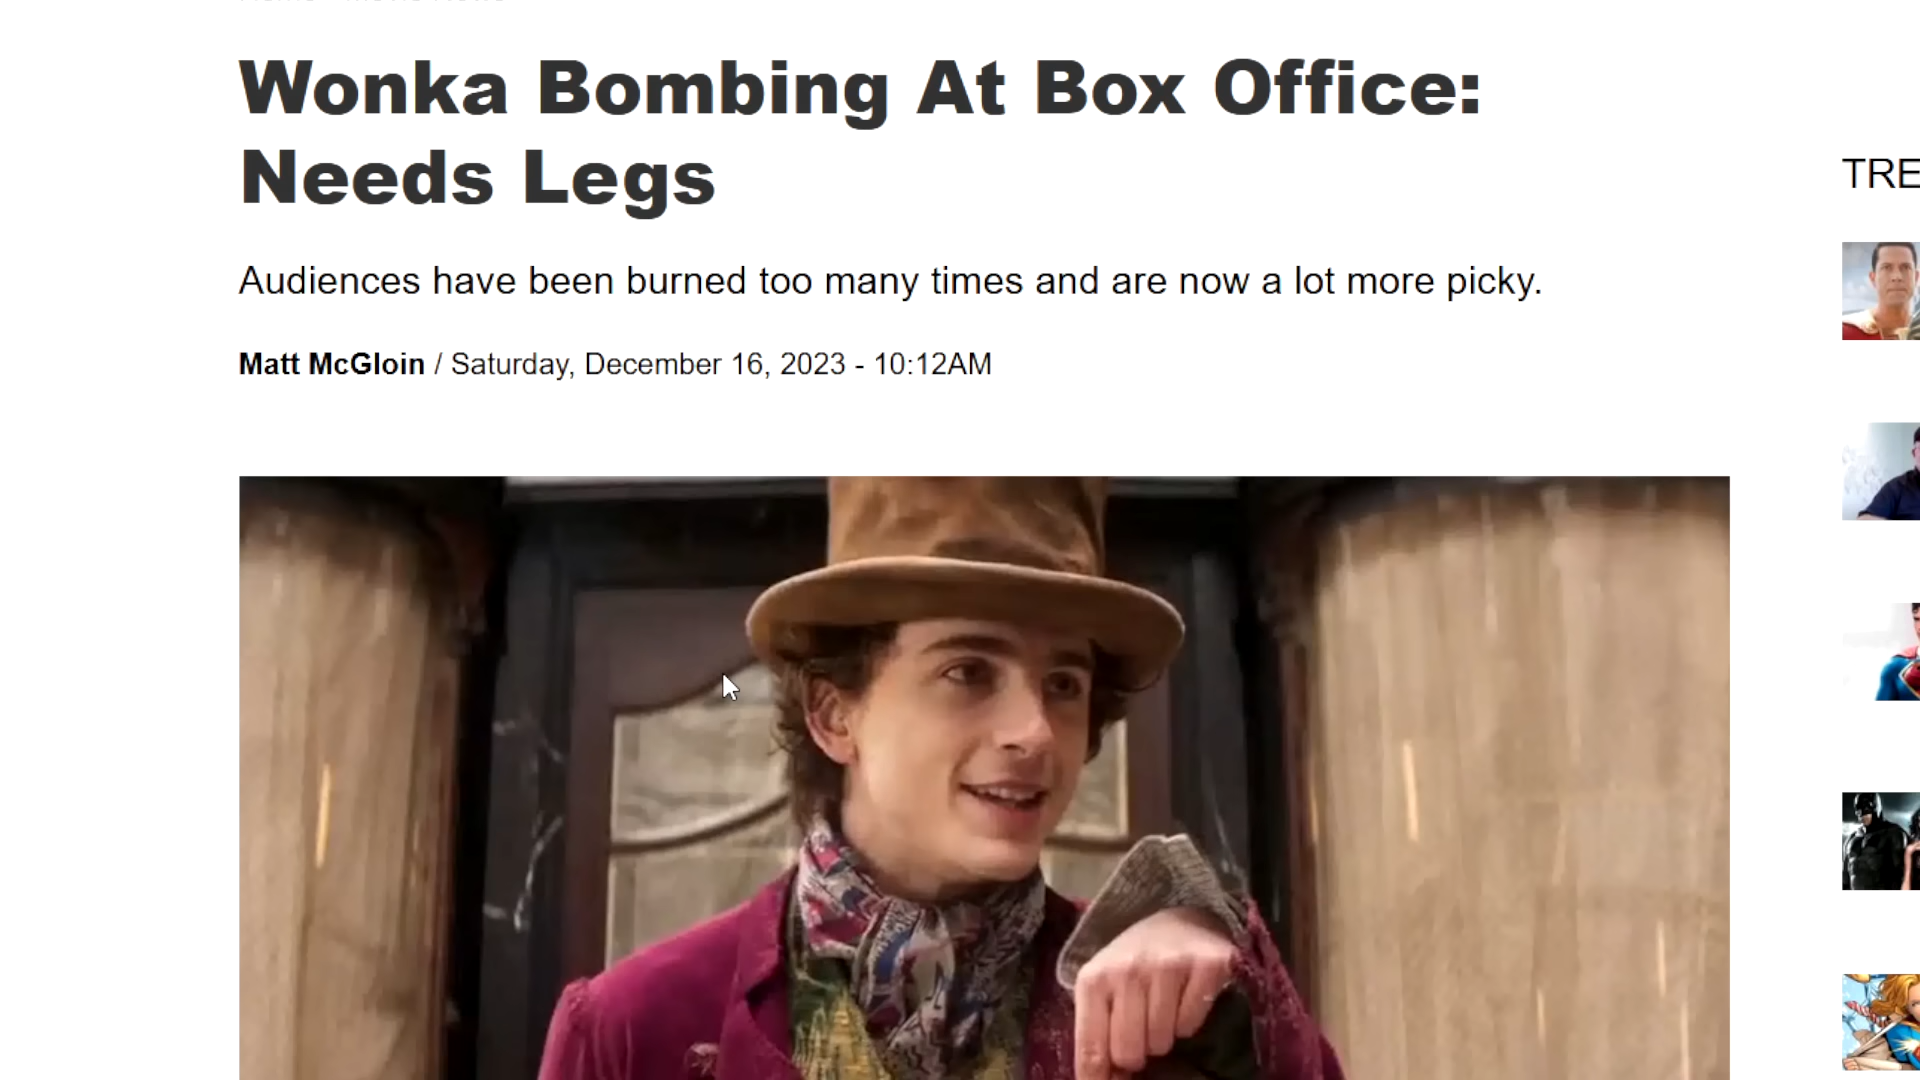 Wonka Bombing At Box Office:
Needs Legs
Audiences have been burned too many times and are now a lot more picky.
Matt McGloin / Saturday, December 16, 2023 - 10:12AM
TRE